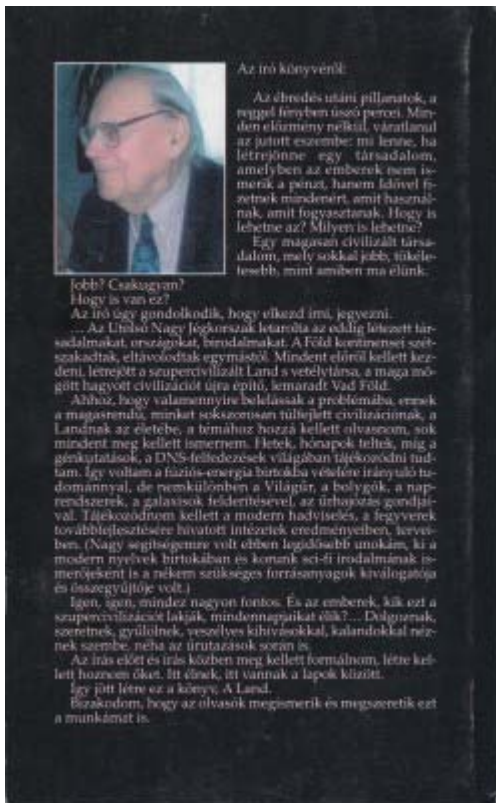 Az író könyvéről:
Az ébredés utáni pillanatok, a
reggel fényben úszó percei. Min-
den előzmény nélkül, váratlanul
az jutott eszembe: mi lenne, ha
létrejönne egy társadalom,
amelyben az emberek nem is-
merik a pénzt, hanem Idővel fi-
zetnek mindenért, amit használ-
nak, amit fogyasztanak. Hogy is
lehetne az? Milyen is lehetne?
Egy magasan civilizált társa-
dalom, mely sokkal jobb, tökéle-
tesebb, mint amiben ma élünk.
Jobb? Csakugyan?
Hogy is van ez?
Az író úgy gondolkodik, hogy elkezd írni, jegyezni.
... Az Utolsó Nagy Jégkorszak letarolta az eddig létezett tár-
sadalmakat, országokat, birodalmakat. A Föld kontinensei szét-
szakadtak, eltávolodtak egymástól. Mindent elölről kellett kez-
deni, létrejött a szupercivilizált Land s vetélytársa, a maga mö-
gött hagyott civilizációt újra építő, lemaradt Vad Föld.
Ahhoz, hogy valamennyire belelássak a problémába, ennek
a magasrendű, minket sokszorosan túlfejlett civilizációnak, a
Landnak az életébe, a témához hozzá kellett olvasnom, sok
mindent meg kellett ismernem. Hetek, hónapok teltek, míg a
génkutatások, a DNS-felfedezések világában tájékozódni tud-
tam. Így voltam a fúziós-energia birtokba vételére irányuló tu-
dománnyal, de nemkülönben a Világűr, a bolygók, a nap-
rendszerek, a galaxisok felderítésével, az űrhajózás gondjai-
val. Tájékozódnom kellett a modern hadviselés, a fegyverek
továbbfejlesztésére hivatott intézetek eredményeiben, tervei-
ben. (Nagy segítségemre volt ebben legidősebb unokám, ki a
modern nyelvek birtokában és korunk sci-fi irodalmának is-
merőjeként is a nékem szükséges forrásanyagok kiválogatója
és összegyűjtője volt.)
Igen, igen, mindez nagyon fontos. És az emberek, kik ezt a
szupercivilizációt lakják, mindennapjaikat élik?... Dolgoznak,
szeretnek, gyűlölnek, veszélyes kihívásokkal, kalandokkal néz-
nek szembe, néha az űrutazások során is.
Az írás előtt és írás közben meg kellett formálnom, létre kel-
lett hoznom őket. Itt élnek, itt vannak a lapok között.
Így jött létre ez a könyv, A Land.
Bizakodom, hogy az olvasók megismerik és megszeretik ezt
a munkámat is.